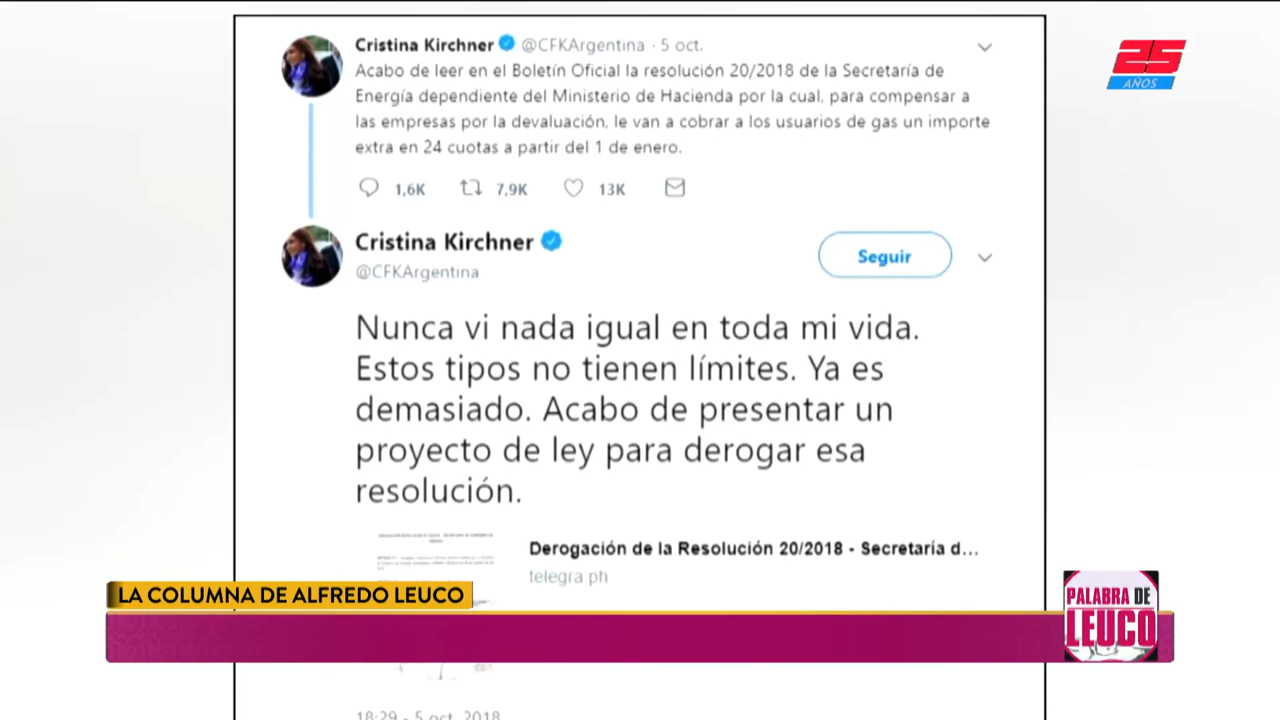 Cristina Kirchner @CFKArgentina · 5 oct.
Acabo de leer en el Boletín Oficial la resolución 20/2018 de la Secretaría de
Energía dependiente del Ministerio de Hacienda por la cual, para compensar a
las empresas por la devaluación, le van a cobrar a los usuarios de gas un importe
extra en 24 cuotas a partir del 1 de enero.
1,6K 7,9K 13K
25
AÑOS
Cristina Kirchner
@CFKArgentina
Seguir
Nunca vi nada igual en toda mi vida.
Estos tipos no tienen límites. Ya es
demasiado. Acabo de presentar un
proyecto de ley para derogar esa
resolución.
Derogación de la Resolución 20/2018 - Secretaría d...
telegra ph
LA COLUMNA DE ALFREDO LEUCO
PALABRA DE
LEUCO
18:29 - 5 oct. 2018